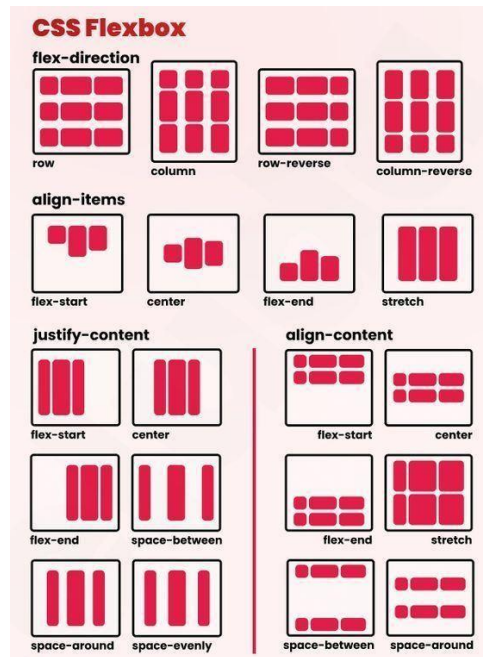 CSS Flexbox
flex-direction
row
column
row-reverse
column-reverse
align-items
flex-start
center
flex-end
stretch
justify-content
flex-start
center
flex-end
space-between
space-around
space-evenly
align-content
flex-start
center
flex-end
stretch
space-between
space-around